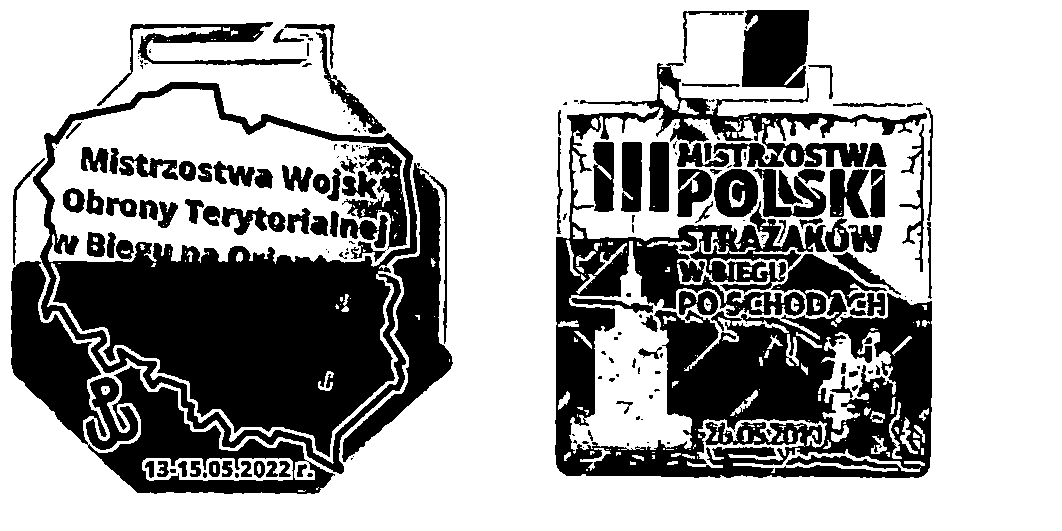 Mistrzostwa Wojsk
Obrony Terytorialnej
w Biegu na
13-15.05.2022 r.
III
MISTRZOSTWA
POLSKI
STRAŻAKÓW
W BIEGU
PO SCHODACH